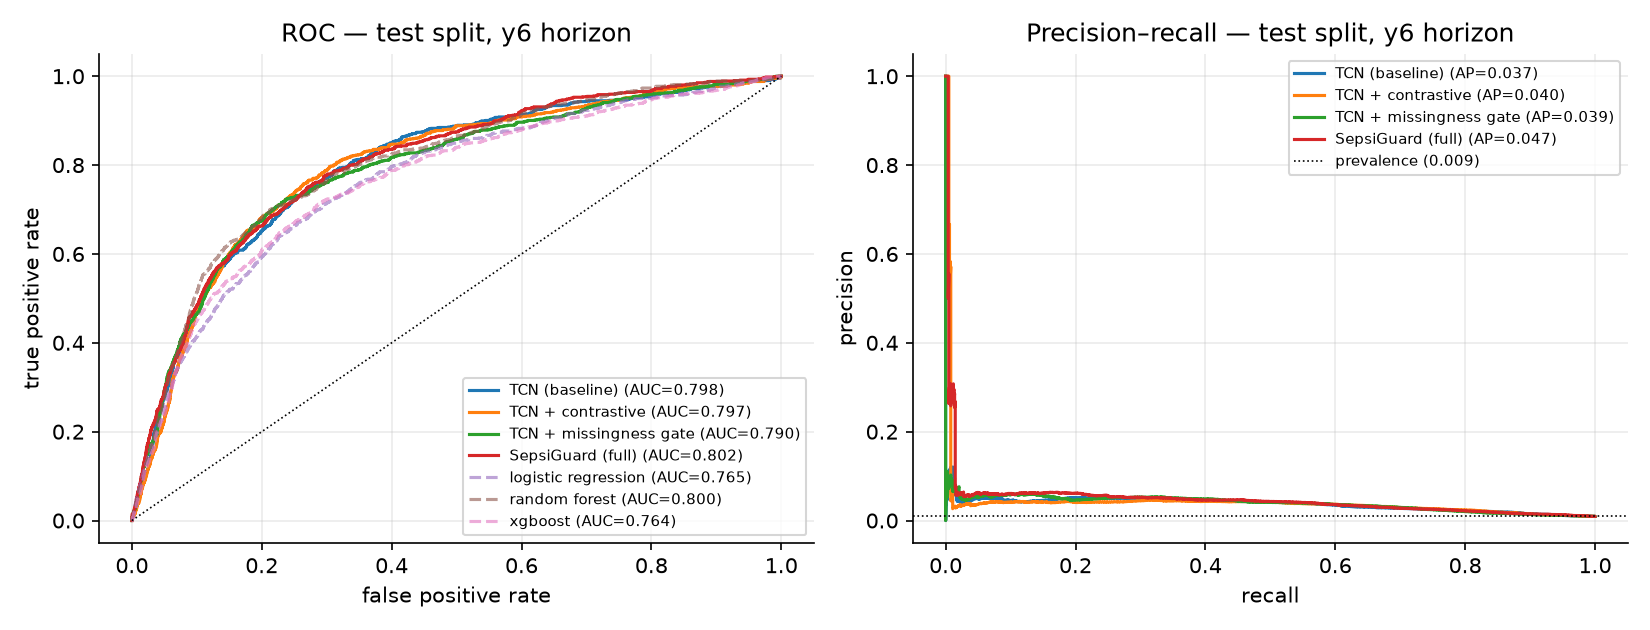 ROC — test split, y6 horizon
true positive rate
1.0
0.8
0.6
0.4
0.2
0.0
0.0 0.2 0.4 0.6 0.8 1.0
false positive rate
TCN (baseline) (AUC=0.798)
TCN + contrastive (AUC=0.797)
TCN + missingness gate (AUC=0.790)
SepsiGuard (full) (AUC=0.802)
logistic regression (AUC=0.765)
random forest (AUC=0.800)
xgboost (AUC=0.764)
Precision–recall — test split, y6 horizon
precision
1.0
0.8
0.6
0.4
0.2
0.0
0.0 0.2 0.4 0.6 0.8 1.0
recall
TCN (baseline) (AP=0.037)
TCN + contrastive (AP=0.040)
TCN + missingness gate (AP=0.039)
SepsiGuard (full) (AP=0.047)
prevalence (0.009)